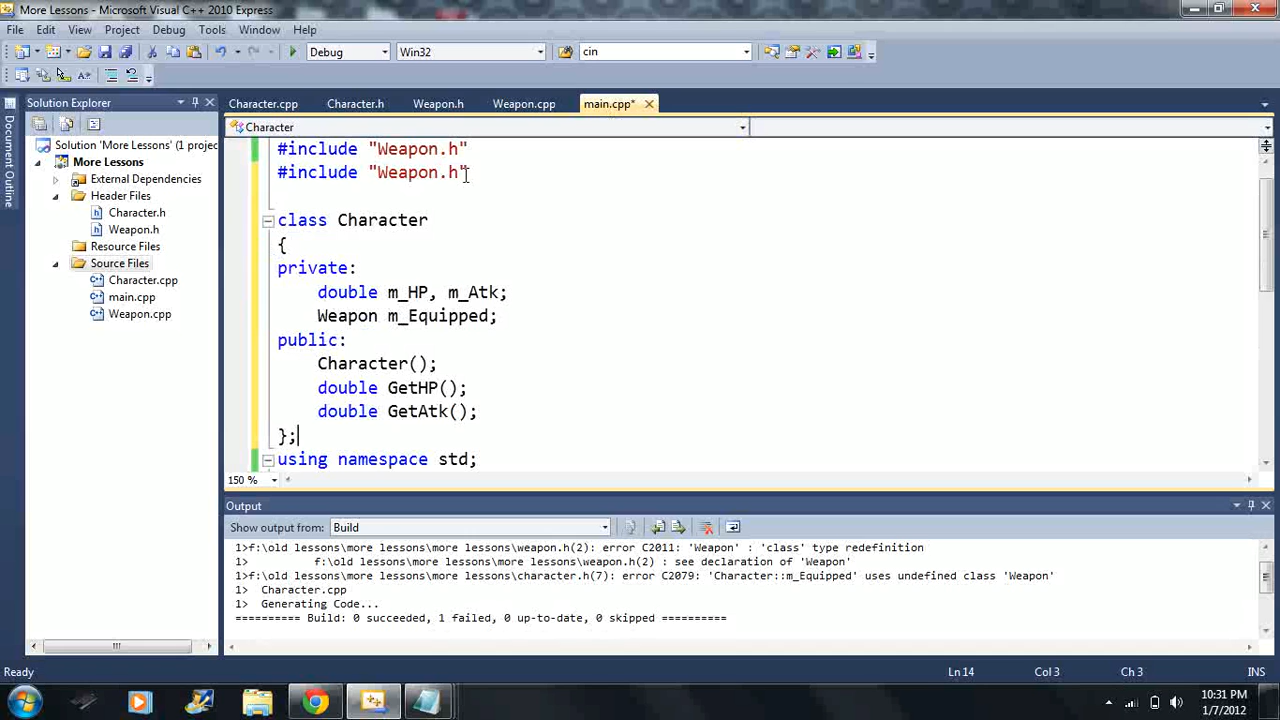 More Lessons - Microsoft Visual C++ 2010 Express
File Edit View Project Debug Tools Window Help
Debug Win32 cin
Document Outline
Solution Explorer
Solution 'More Lessons' (1 projec
More Lessons
External Dependencies
Header Files
Character.h
Weapon.h
Resource Files
Source Files
Character.cpp
main.cpp
Weapon.cpp
Character.cpp Character.h Weapon.h Weapon.cpp main.cpp*
Character
#include "Weapon.h"
#include "Weapon.h"
class Character
{
private:
double m_HP, m_Atk;
Weapon m_Equipped;
public:
Character();
double GetHP();
double GetAtk();
};
using namespace std;
150 %
Output
Show output from: Build
1>f:\old lessons\more lessons\more lessons\weapon.h(2): error C2011: 'Weapon' : 'class' type redefinition
1> f:\old lessons\more lessons\more lessons\weapon.h(2) : see declaration of 'Weapon'
1>f:\old lessons\more lessons\more lessons\character.h(7): error C2079: 'Character::m_Equipped' uses undefined class 'Weapon'
1> Character.cpp
1> Generating Code...
========== Build: 0 succeeded, 1 failed, 0 up-to-date, 0 skipped ==========
Ready Ln 14 Col 3 Ch 3 INS
10:31 PM
1/7/2012